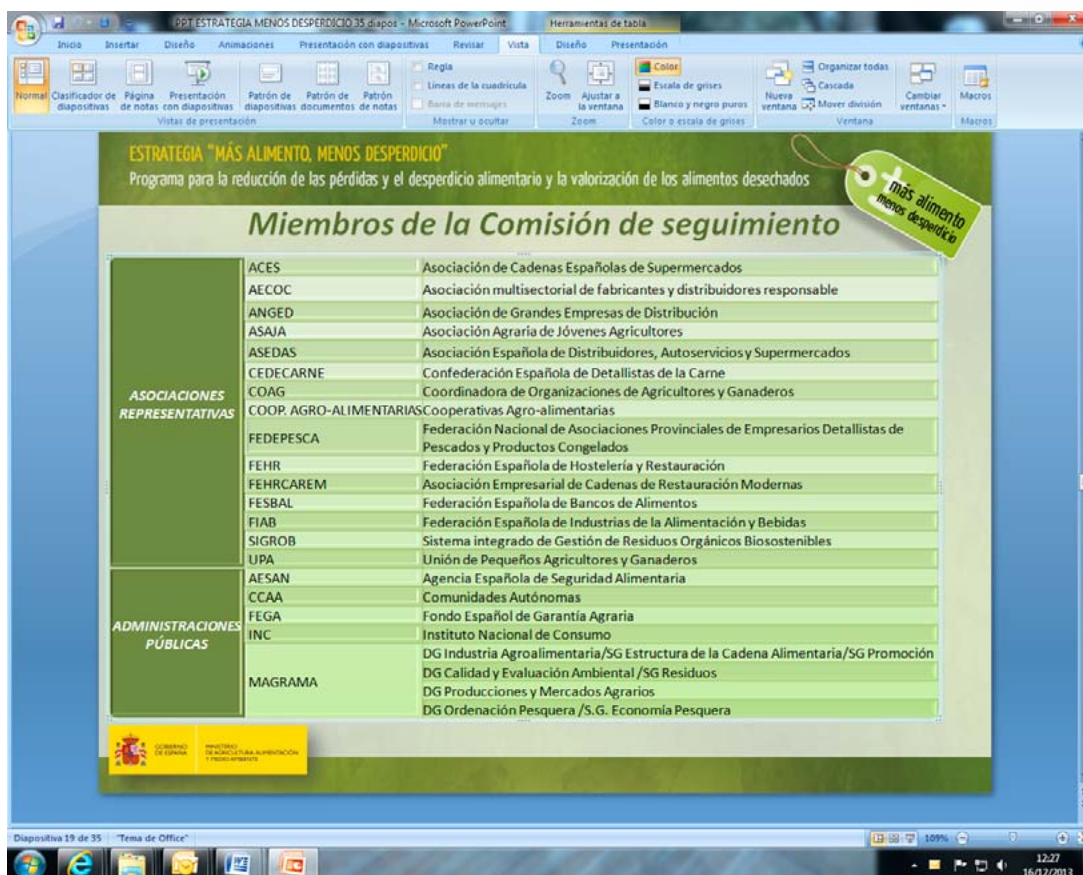 PPT ESTRATEGIA MENOS DESPERDICIO 35 diapos - Microsoft PowerPoint
Herramientas de tabla
Inicio Insertar Diseño Animaciones Presentación con diapositivas Revisar Vista Diseño Presentación
Normal
Clasificador de diapositivas
Página de notas
Presentación con diapositivas
Patrón de diapositivas
Patrón de documentos
Patrón de notas
Vistas de presentación
Regla
Líneas de la cuadrícula
Barra de mensajes
Mostrar u ocultar
Zoom
Ajustar a la ventana
Zoom
Color
Escala de grises
Blanco y negro puros
Color o escala de grises
Nueva ventana
Organizar todas
Cascada
Mover división
Cambiar ventanas
Ventana
Macros
Macros
ESTRATEGIA "MÁS ALIMENTO, MENOS DESPERDICIO"
Programa para la reducción de las pérdidas y el desperdicio alimentario y la valorización de los alimentos desechados
más alimento
menos desperdicio
Miembros de la Comisión de seguimiento
ASOCIACIONES
REPRESENTATIVAS
ACES Asociación de Cadenas Españolas de Supermercados
AECOC Asociación multisectorial de fabricantes y distribuidores responsable
ANGED Asociación de Grandes Empresas de Distribución
ASAJA Asociación Agraria de Jóvenes Agricultores
ASEDAS Asociación Española de Distribuidores, Autoservicios y Supermercados
CEDECARNE Confederación Española de Detallistas de la Carne
COAG Coordinadora de Organizaciones de Agricultores y Ganaderos
COOP. AGRO-ALIMENTARIAS Cooperativas Agro-alimentarias
FEDEPESCA Federación Nacional de Asociaciones Provinciales de Empresarios Detallistas de
Pescados y Productos Congelados
FEHR Federación Española de Hostelería y Restauración
FEHRCAREM Asociación Empresarial de Cadenas de Restauración Modernas
FESBAL Federación Española de Bancos de Alimentos
FIAB Federación Española de Industrias de la Alimentación y Bebidas
SIGROB Sistema integrado de Gestión de Residuos Orgánicos Biosostenibles
UPA Unión de Pequeños Agricultores y Ganaderos
ADMINISTRACIONES
PÚBLICAS
AESAN Agencia Española de Seguridad Alimentaria
CCAA Comunidades Autónomas
FEGA Fondo Español de Garantía Agraria
INC Instituto Nacional de Consumo
MAGRAMA
DG Industria Agroalimentaria/SG Estructura de la Cadena Alimentaria/SG Promoción
DG Calidad y Evaluación Ambiental /SG Residuos
DG Producciones y Mercados Agrarios
DG Ordenación Pesquera /S.G. Economía Pesquera
GOBIERNO
DE ESPAÑA
MINISTERIO
DE AGRICULTURA, ALIMENTACIÓN
Y MEDIO AMBIENTE
Diapositiva 19 de 35 "Tema de Office" 109%
12:27
16/12/2013